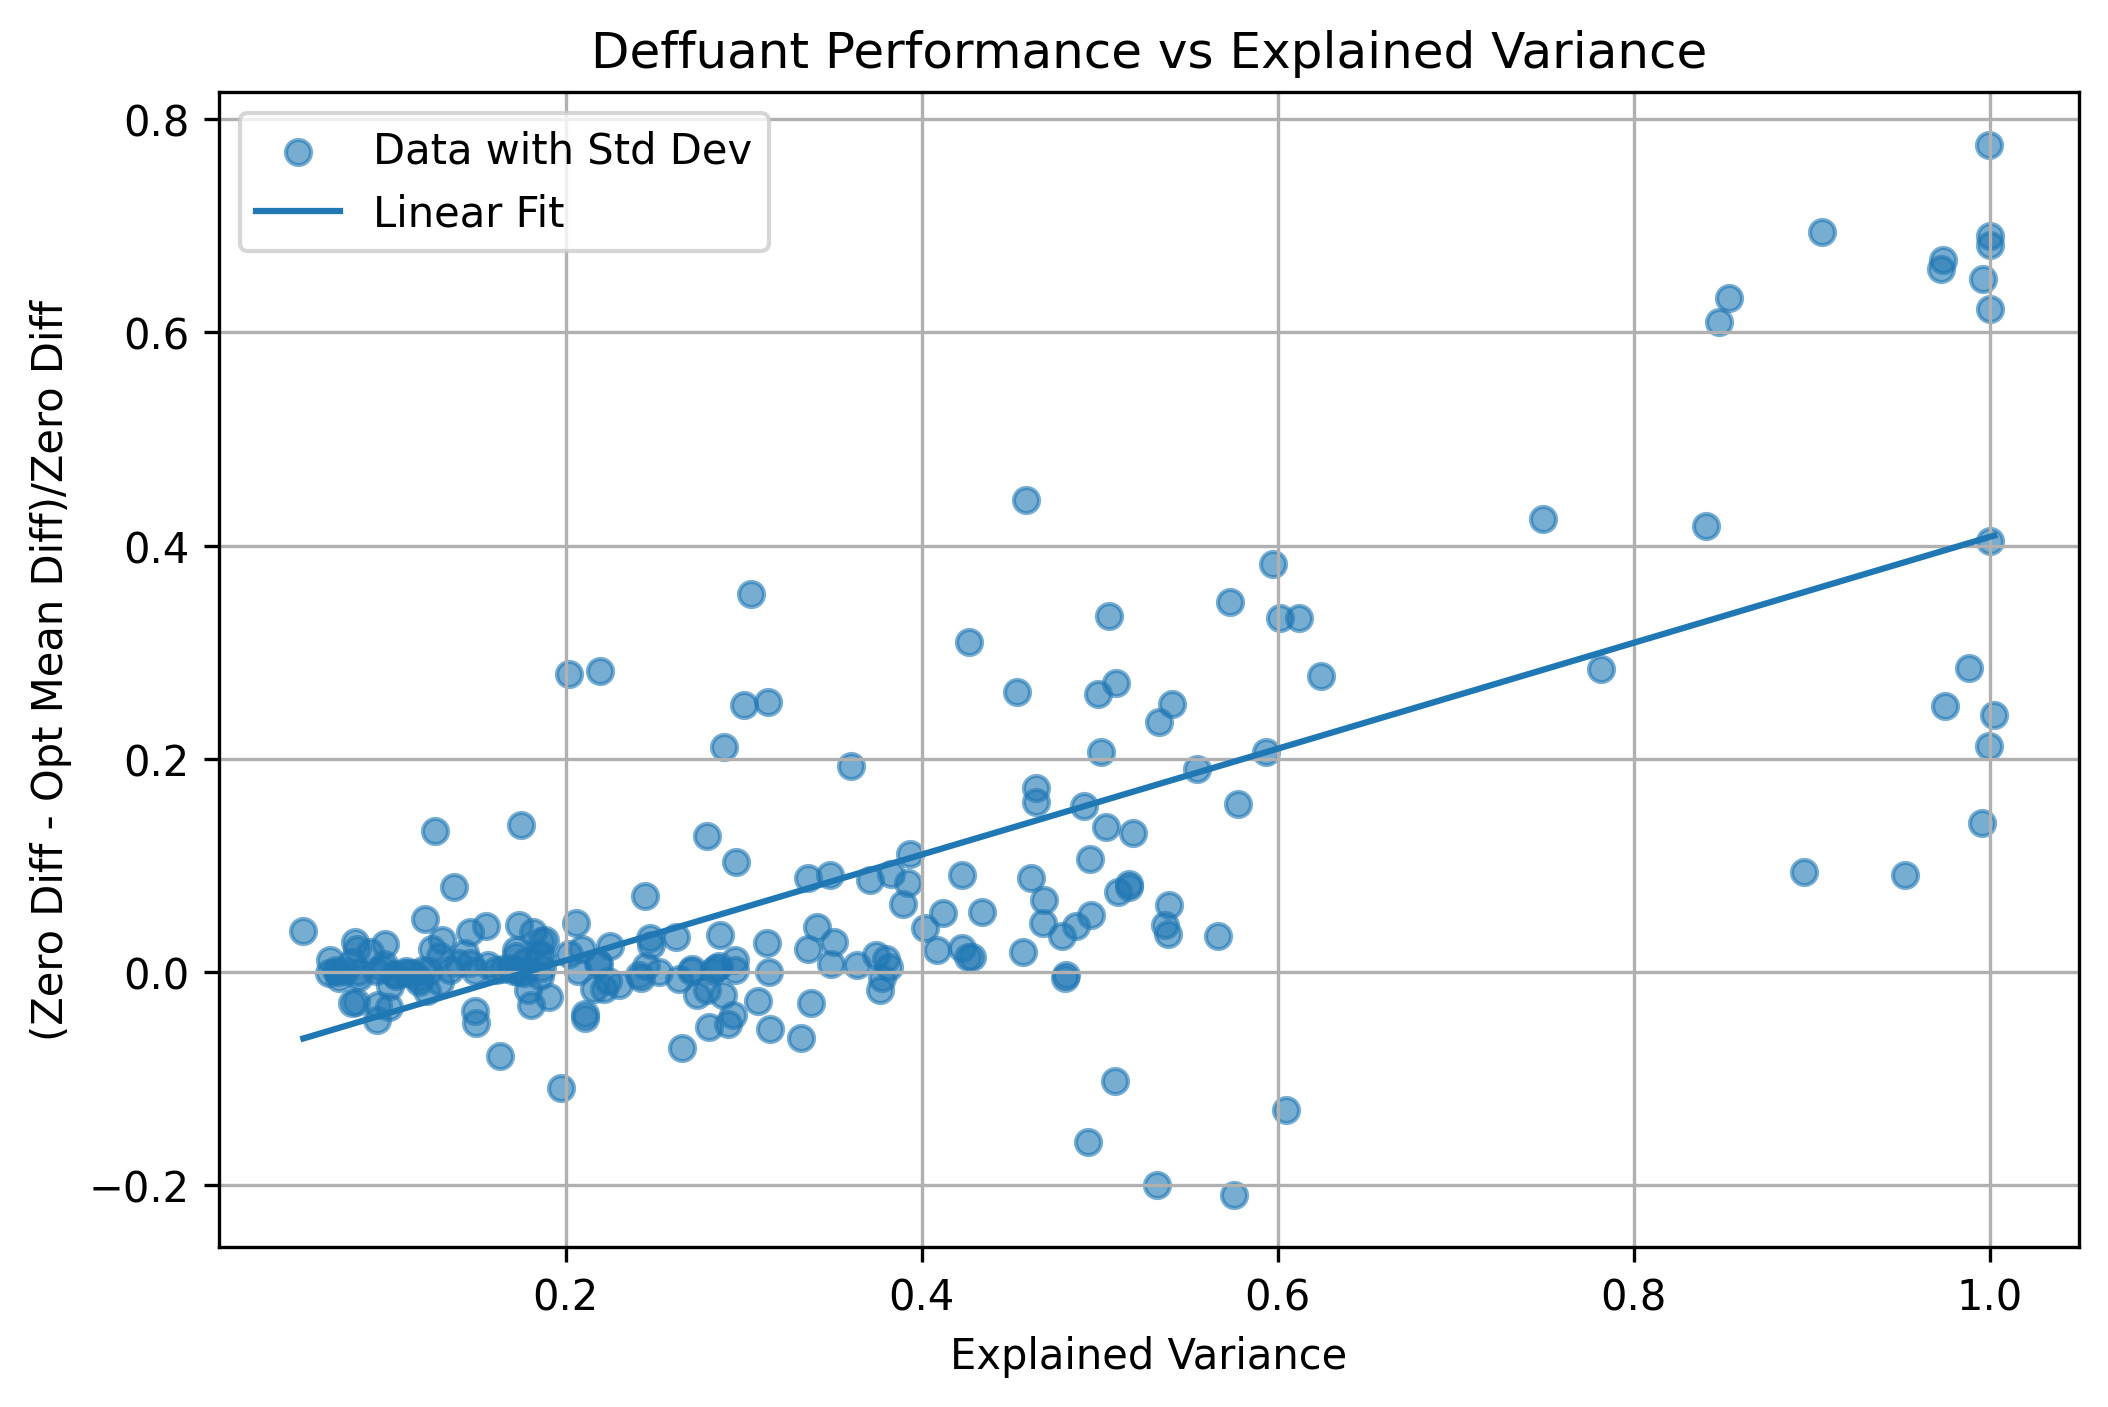 Deffuant Performance vs Explained Variance
Data with Std Dev
Linear Fit
(Zero Diff - Opt Mean Diff)/Zero Diff
0.8
0.6
0.4
0.2
0.0
−0.2
0.2 0.4 0.6 0.8 1.0
Explained Variance